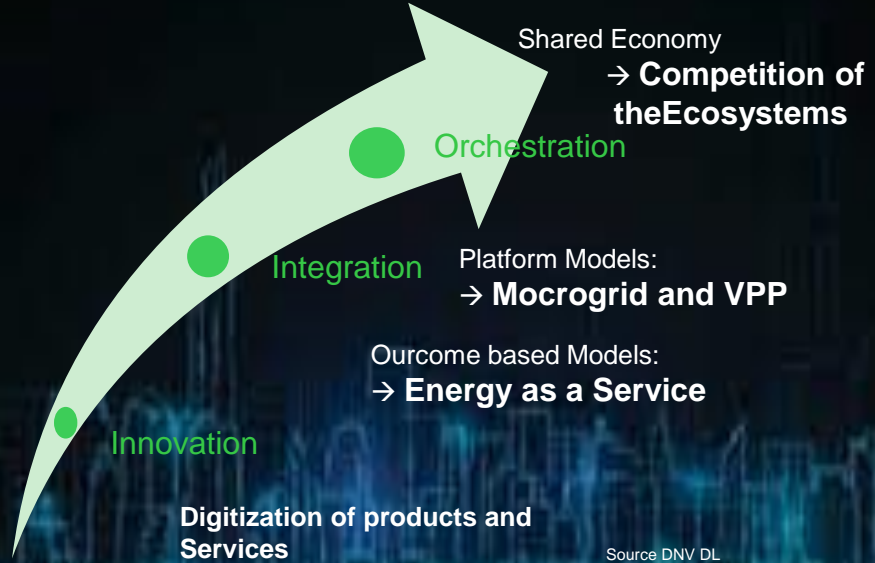 Shared Economy
→ Competition of
theEcosystems
Orchestration
Integration
Platform Models:
→ Mocrogrid and VPP
Ourcome based Models:
→ Energy as a Service
Innovation
Digitization of products and
Services
Source DNV DL